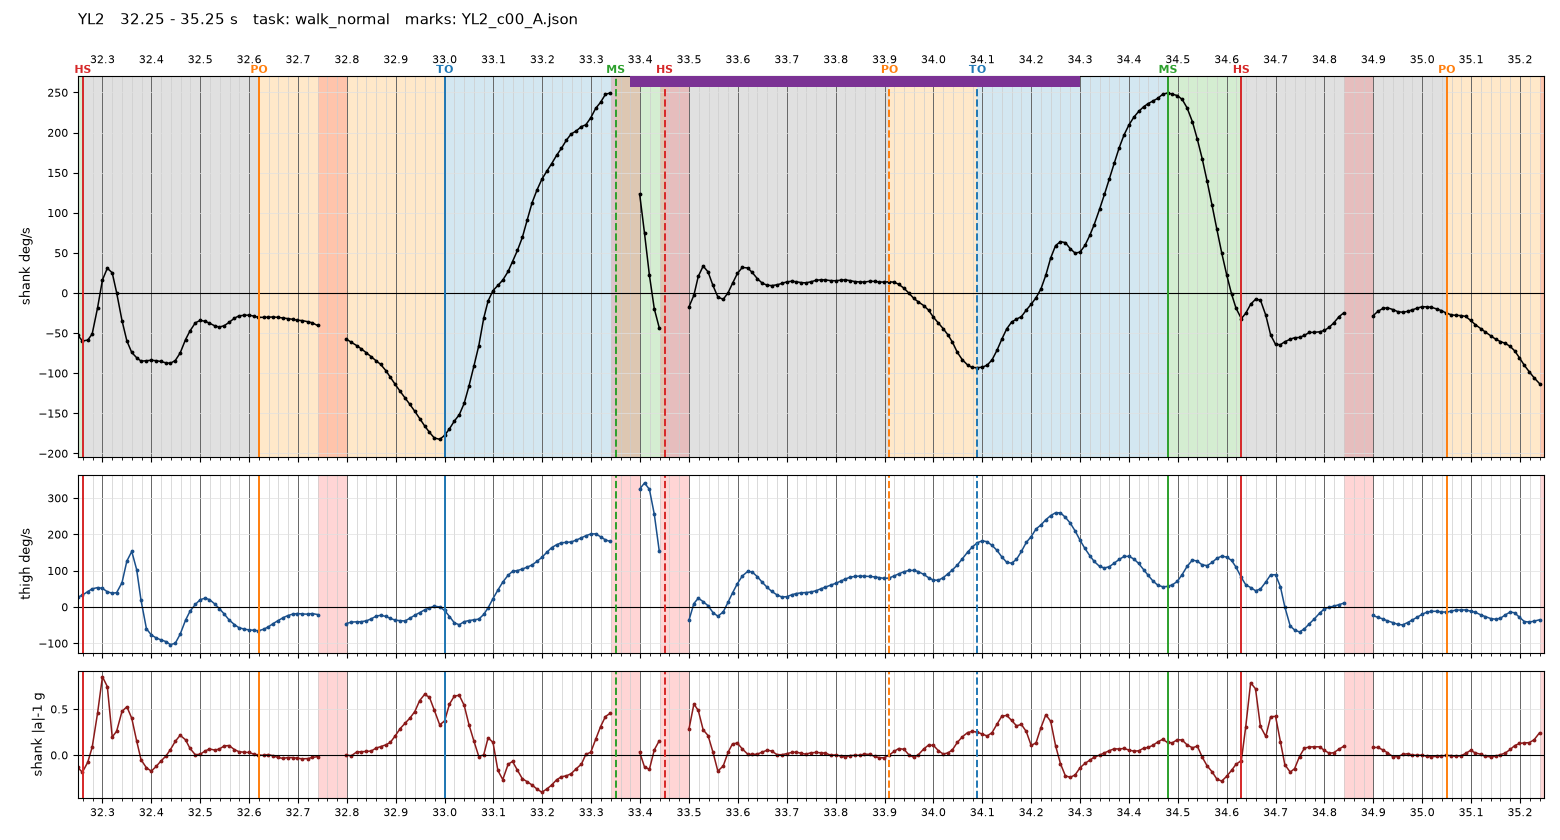 YL2   32.25 - 35.25 s   task: walk_normal   marks: YL2_c00_A.json
32.3 32.4 32.5 32.6 32.7 32.8 32.9 33.0 33.1 33.2 33.3 33.4 33.5 33.6 33.7 33.8 33.9 34.0 34.1 34.2 34.3 34.4 34.5 34.6 34.7 34.8 34.9 35.0 35.1 35.2
HS PO TO MS HS PO TO MS HS PO
250
200
150
100
50
0
−50
−100
−150
−200
shank deg/s
300
200
100
0
−100
thigh deg/s
0.5
0.0
shank |a|-1 g
32.3 32.4 32.5 32.6 32.7 32.8 32.9 33.0 33.1 33.2 33.3 33.4 33.5 33.6 33.7 33.8 33.9 34.0 34.1 34.2 34.3 34.4 34.5 34.6 34.7 34.8 34.9 35.0 35.1 35.2